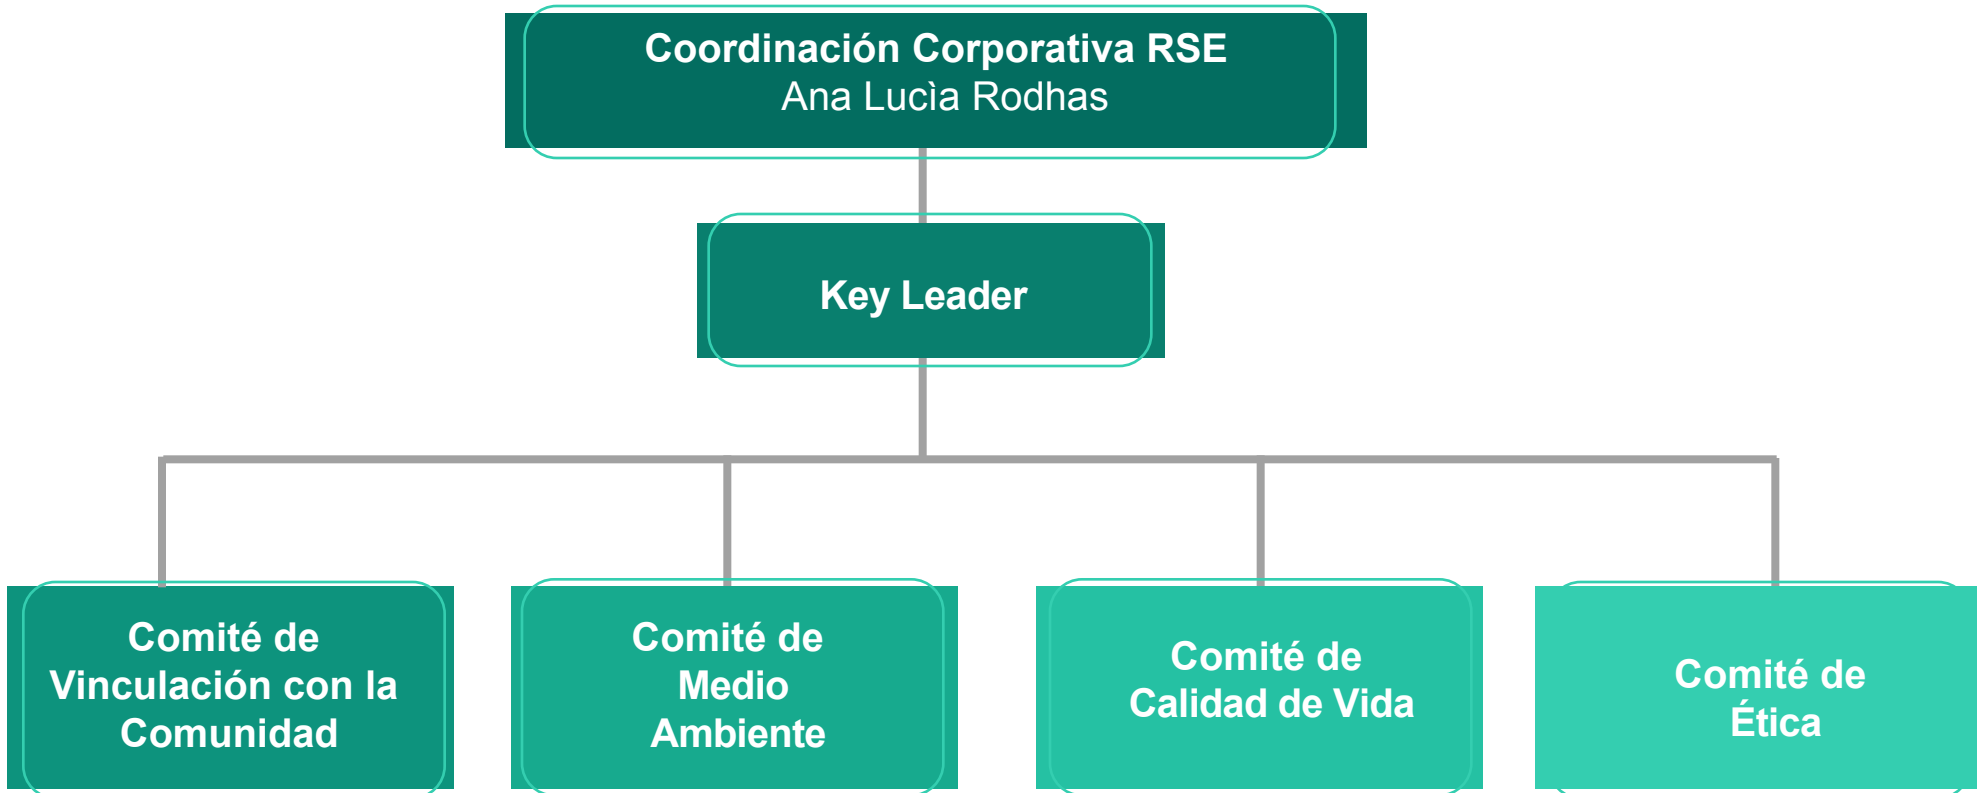 Coordinación Corporativa RSE
Ana Lucìa Rodhas
Key Leader
Comité de
Vinculación con la
Comunidad
Comité de
Medio
Ambiente
Comité de
Calidad de Vida
Comité de
Ética